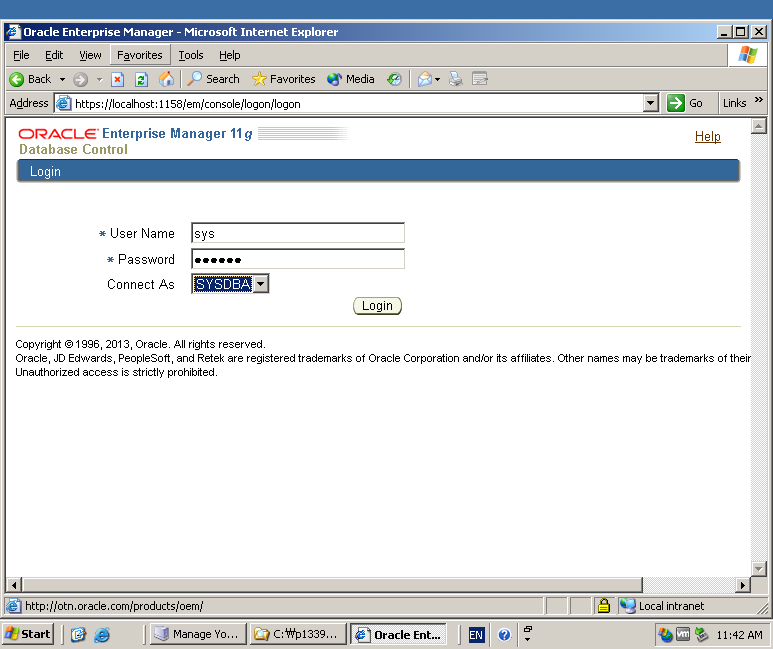 Oracle Enterprise Manager - Microsoft Internet Explorer
File Edit View Favorites Tools Help
Back Search Favorites Media
Address https://localhost:1158/em/console/logon/logon Go Links »
ORACLE Enterprise Manager 11g
Database Control
Help
Login
* User Name sys
* Password ●●●●●●
Connect As SYSDBA
Login
Copyright © 1996, 2013, Oracle. All rights reserved.
Oracle, JD Edwards, PeopleSoft, and Retek are registered trademarks of Oracle Corporation and/or its affiliates. Other names may be trademarks of their
Unauthorized access is strictly prohibited.
http://otn.oracle.com/products/oem/ Local intranet
Start Manage Yo... C:₩p1339... Oracle Ent... EN 11:42 AM